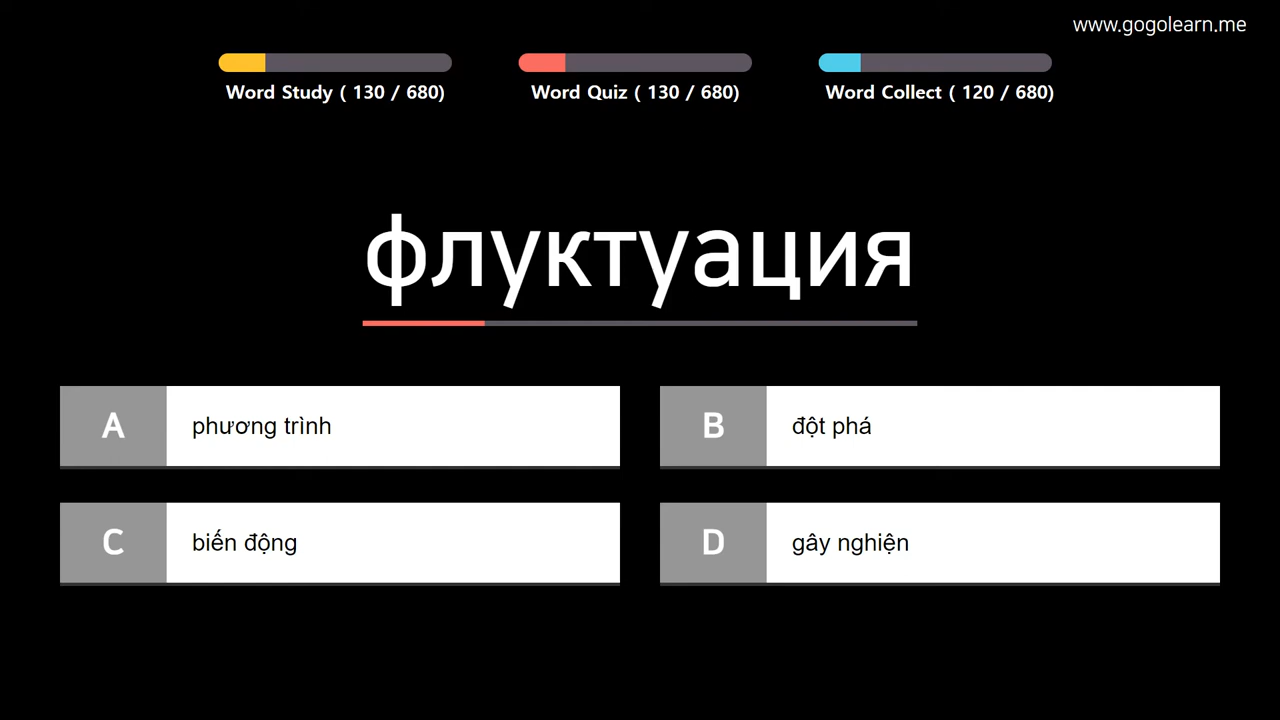 www.gogolearn.me
Word Study ( 130 / 680)
Word Quiz ( 130 / 680)
Word Collect ( 120 / 680)
флуктуация
A phương trình
B đột phá
C biến động
D gây nghiện